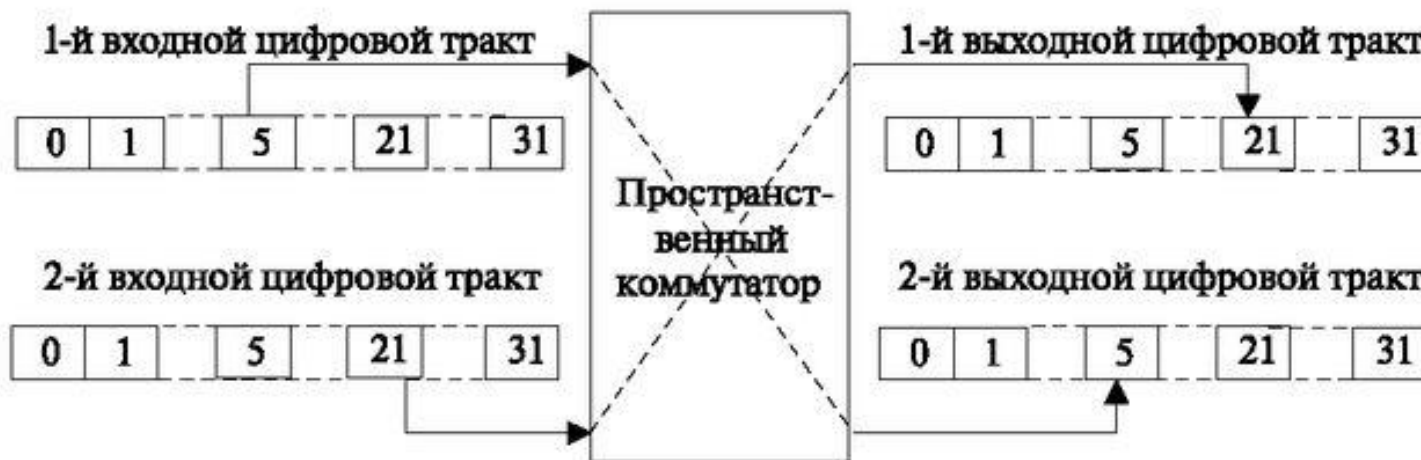 1-й входной цифровой тракт
1-й выходной цифровой тракт
0 1 5 21 31
0 1 5 21 31
Пространст-
венный
коммутатор
2-й входной цифровой тракт
2-й выходной цифровой тракт
0 1 5 21 31
0 1 5 21 31